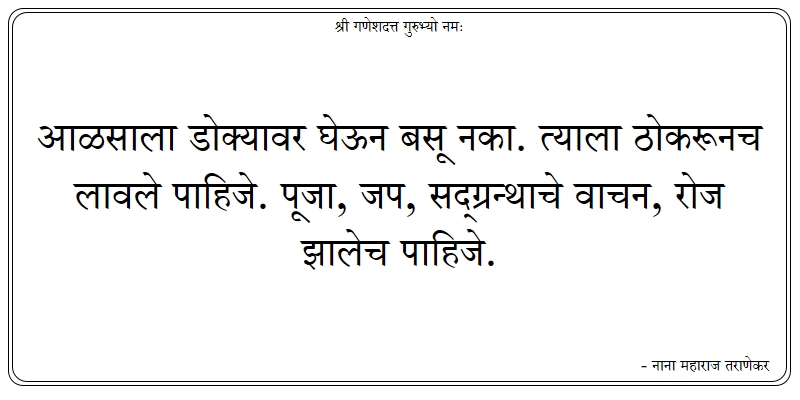 श्री गणेशदत्त गुरुभ्यो नमः
आळसाला डोक्यावर घेऊन बसू नका. त्याला ठोकरूनच
लावले पाहिजे. पूजा, जप, सद्ग्रन्थाचे वाचन, रोज
झालेच पाहिजे.
- नाना महाराज तराणेकर